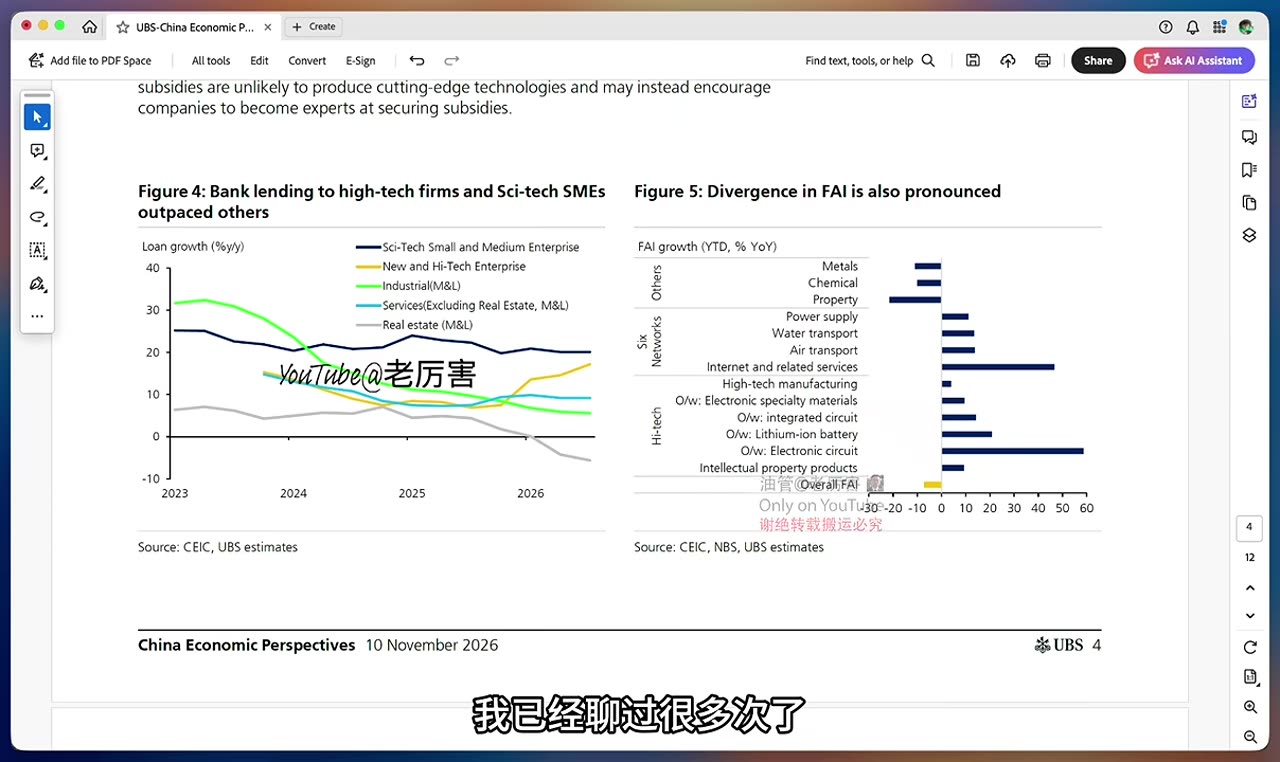 UBS-China Economic P...
Create
Add file to PDF Space
All tools
Edit
Convert
E-Sign
Find text, tools, or help
Share
Ask AI Assistant
subsidies are unlikely to produce cutting-edge technologies and may instead encourage
companies to become experts at securing subsidies.
Figure 4: Bank lending to high-tech firms and Sci-tech SMEs
outpaced others
Loan growth (%y/y)
Sci-Tech Small and Medium Enterprise
New and Hi-Tech Enterprise
Industrial(M&L)
Services(Excluding Real Estate, M&L)
Real estate (M&L)
40
30
20
10
0
-10
2023
2024
2025
2026
YouTube@老厉害
Source: CEIC, UBS estimates
Figure 5: Divergence in FAI is also pronounced
FAI growth (YTD, % YoY)
Others
Metals
Chemical
Property
Six
Networks
Power supply
Water transport
Air transport
Internet and related services
Hi-tech
High-tech manufacturing
O/w: Electronic specialty materials
O/w: integrated circuit
O/w: Lithium-ion battery
O/w: Electronic circuit
Intellectual property products
Overall FAI
-30 -20 -10 0 10 20 30 40 50 60
油管@老厉害
Only on YouTube
谢绝转载搬运必究
Source: CEIC, NBS, UBS estimates
China Economic Perspectives 10 November 2026
UBS 4
4
12
我已经聊过很多次了